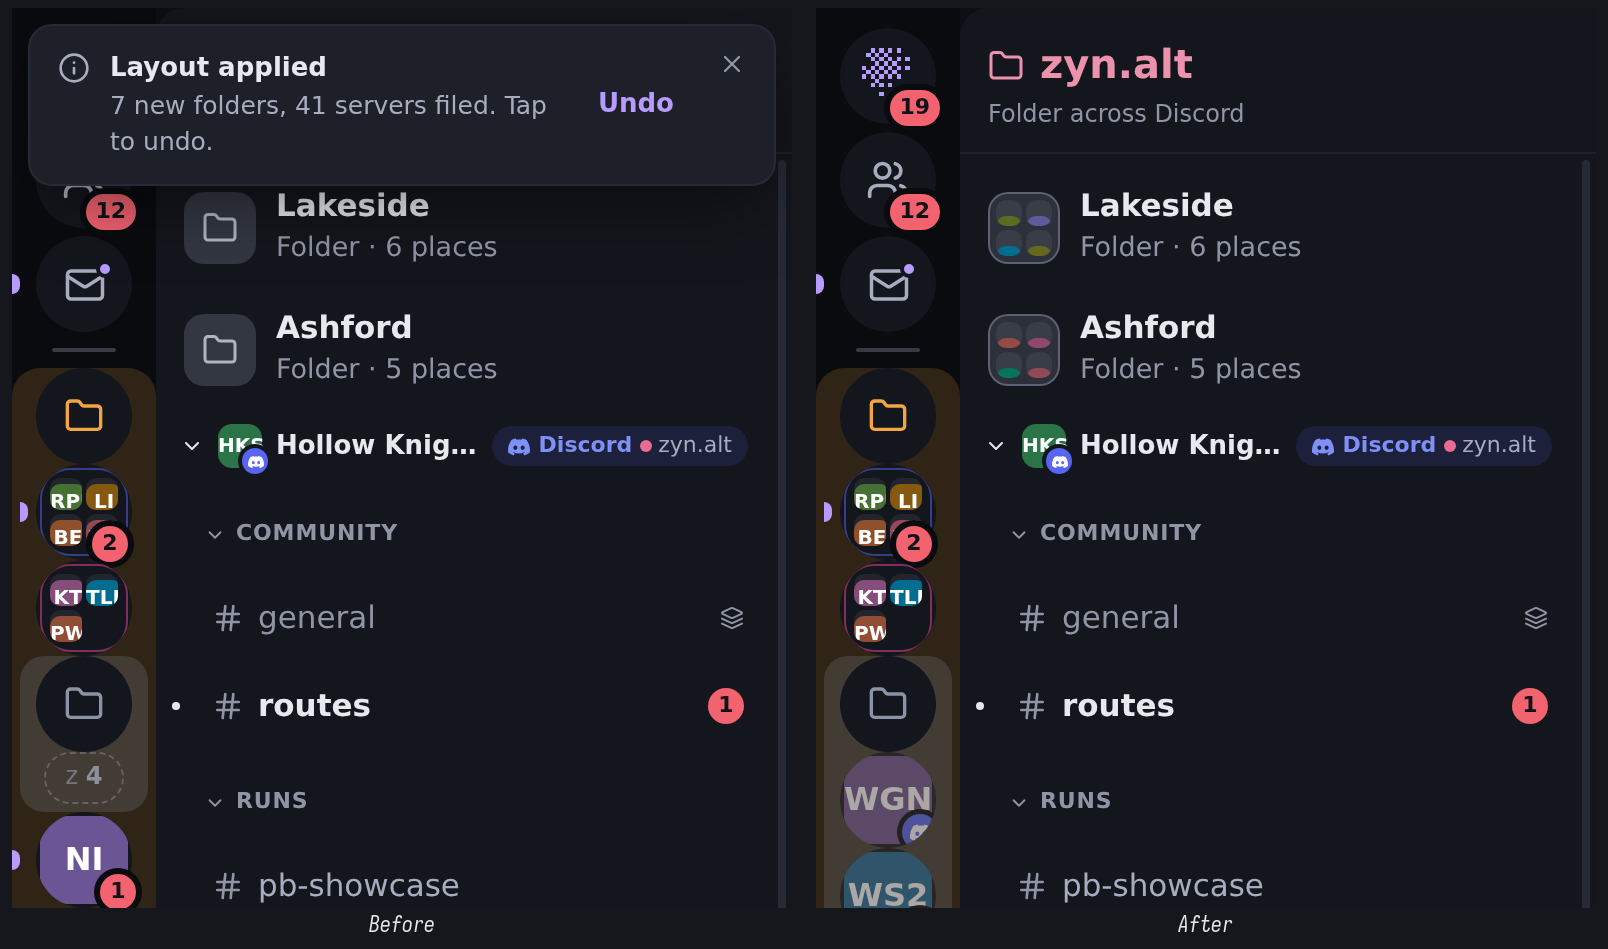 Layout applied
7 new folders, 41 servers filed. Tap
to undo.
Undo
12
Lakeside
Folder · 6 places
Ashford
Folder · 5 places
HKS
Hollow Knig...
Discord
zyn.alt
COMMUNITY
RP
LI
BE
2
KT
TLI
PW
general
routes
1
z 4
RUNS
NI
1
pb-showcase
Before
zyn.alt
Folder across Discord
19
12
Lakeside
Folder · 6 places
Ashford
Folder · 5 places
HKS
Hollow Knig...
Discord
zyn.alt
COMMUNITY
RP
LI
BE
2
KT
TLI
PW
general
routes
1
WGN
RUNS
WS2
pb-showcase
After